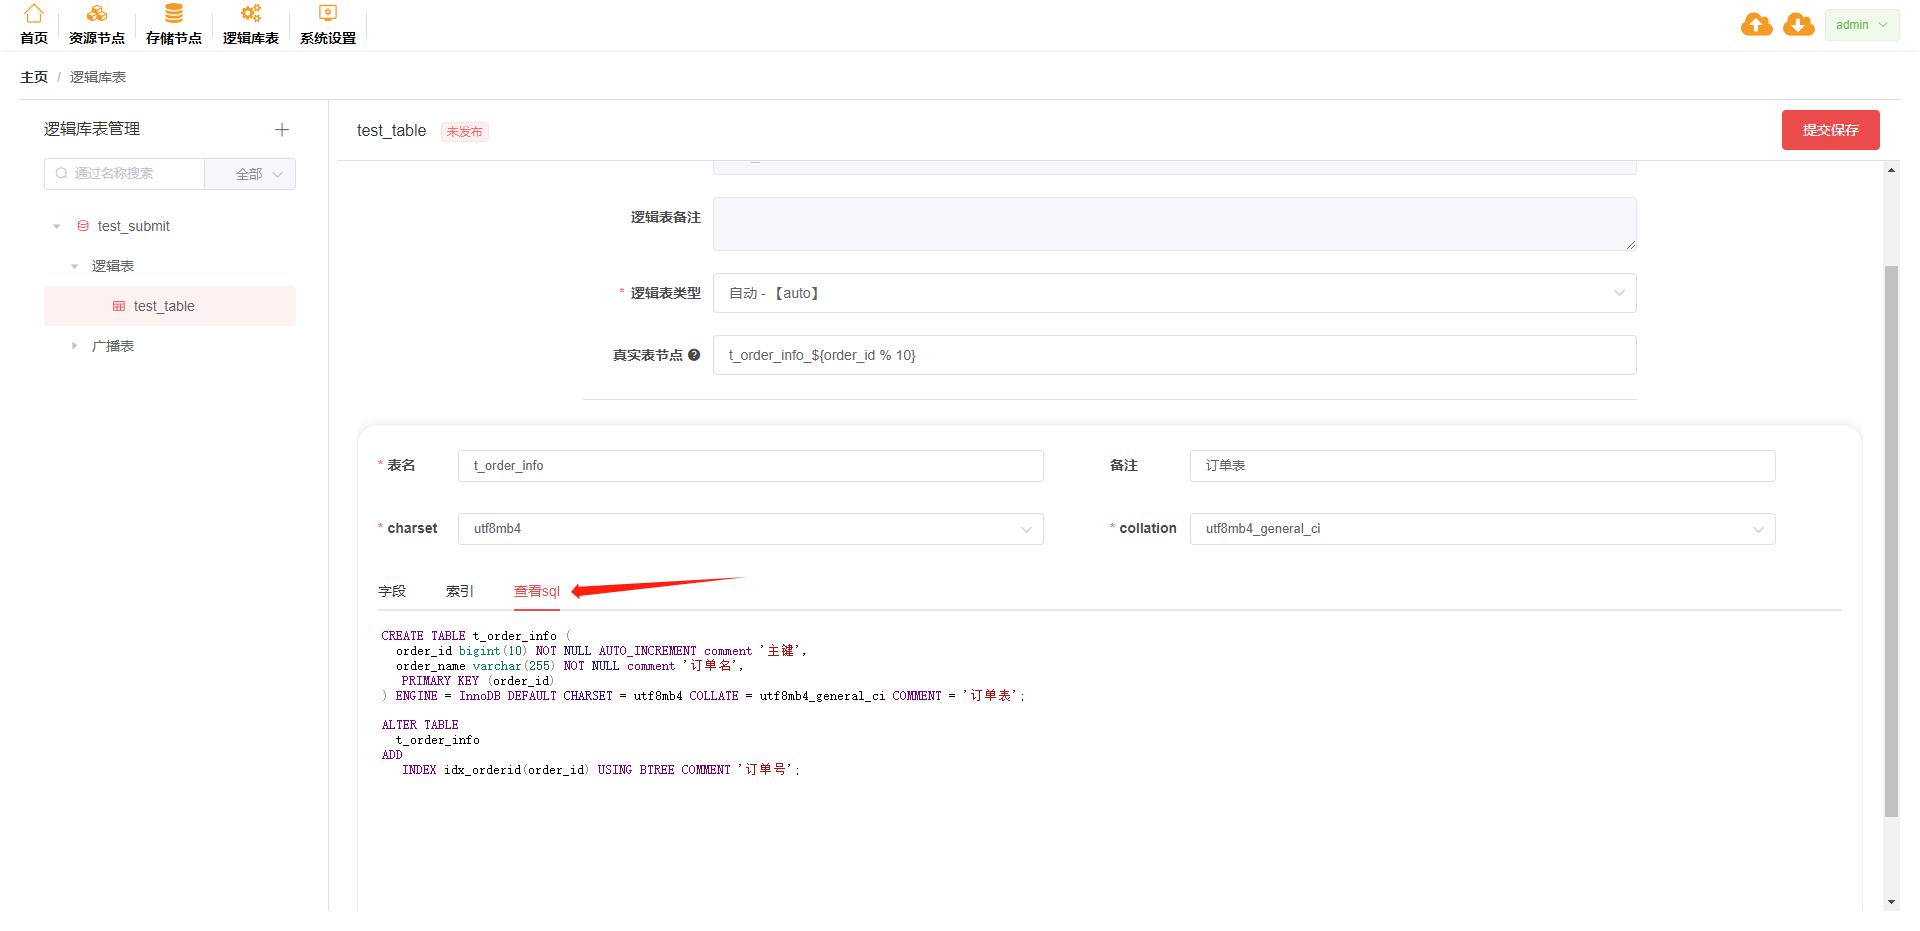 首页
资源节点
存储节点
逻辑库表
系统设置
admin
主页 / 逻辑库表
逻辑库表管理
通过名称搜索
全部
test_submit
逻辑表
test_table
广播表
test_table
未发布
提交保存
逻辑表备注
* 逻辑表类型
自动 - 【auto】
真实表节点
t_order_info_${order_id % 10}
* 表名
t_order_info
备注
订单表
* charset
utf8mb4
* collation
utf8mb4_general_ci
字段
索引
查看sql
CREATE TABLE t_order_info (
order_id bigint(10) NOT NULL AUTO_INCREMENT comment '主键',
order_name varchar(255) NOT NULL comment '订单名',
PRIMARY KEY (order_id)
) ENGINE = InnoDB DEFAULT CHARSET = utf8mb4 COLLATE = utf8mb4_general_ci COMMENT = '订单表';
ALTER TABLE
t_order_info
ADD
INDEX idx_orderid(order_id) USING BTREE COMMENT '订单号';